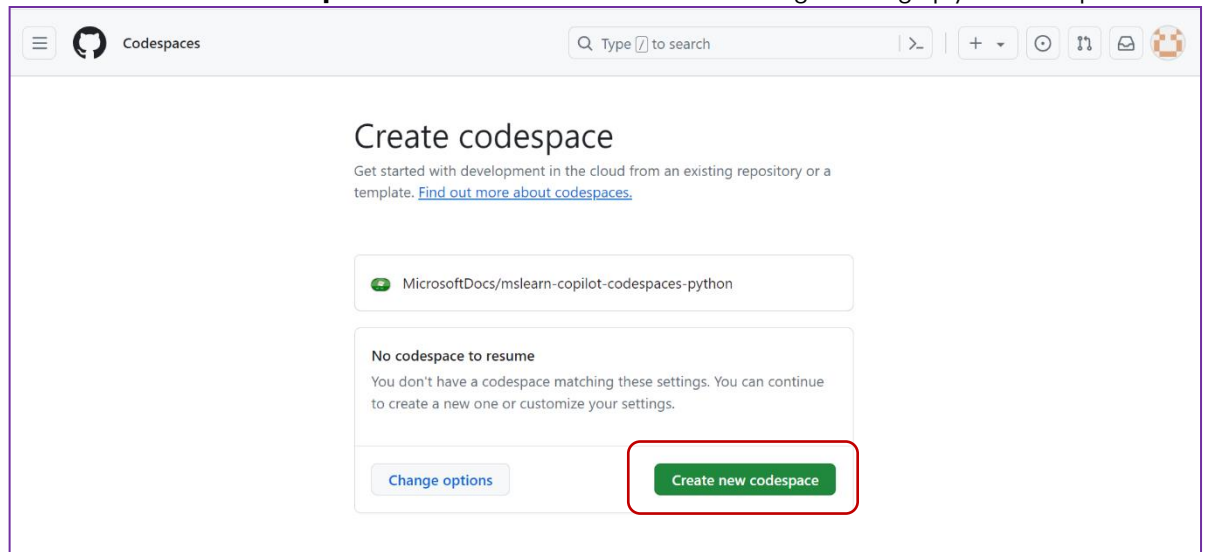 Codespaces
Type / to search
Create codespace
Get started with development in the cloud from an existing repository or a
template. Find out more about codespaces.
MicrosoftDocs/mslearn-copilot-codespaces-python
No codespace to resume
You don't have a codespace matching these settings. You can continue
to create a new one or customize your settings.
Change options
Create new codespace